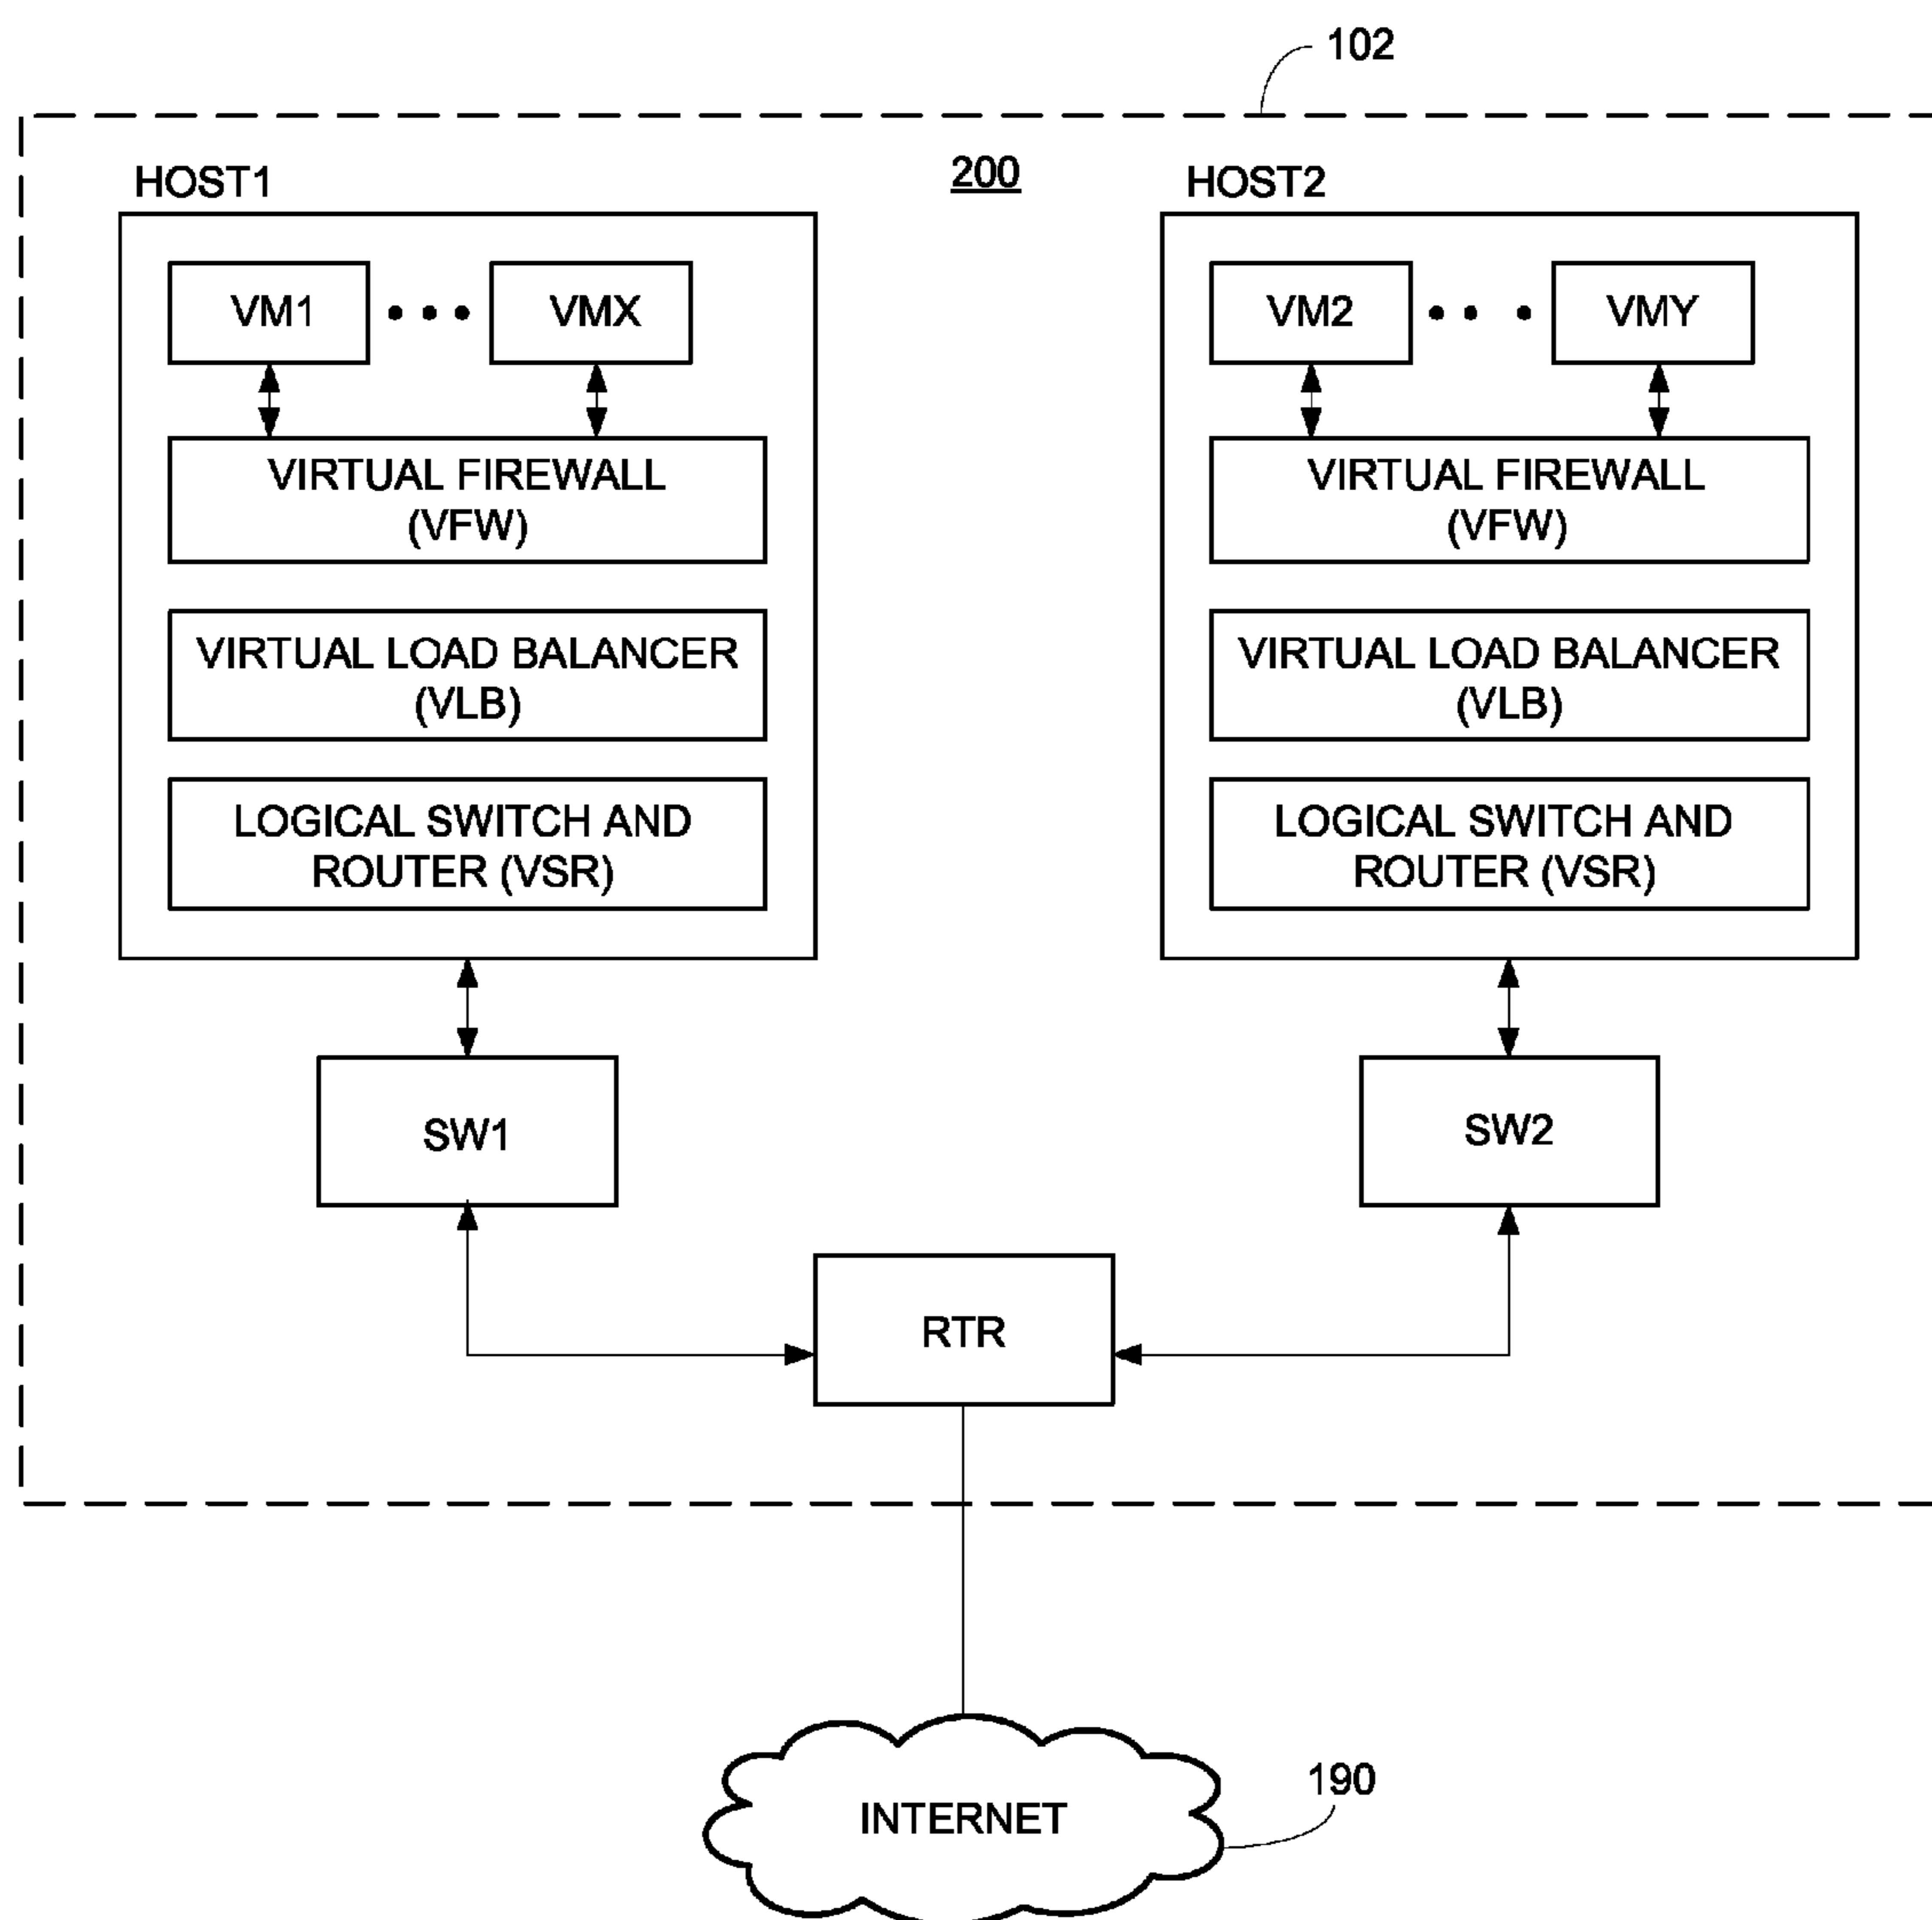 102
200
HOST1
VM1
VMX
VIRTUAL FIREWALL
(VFW)
VIRTUAL LOAD BALANCER
(VLB)
LOGICAL SWITCH AND
ROUTER (VSR)
HOST2
VM2
VMY
VIRTUAL FIREWALL
(VFW)
VIRTUAL LOAD BALANCER
(VLB)
LOGICAL SWITCH AND
ROUTER (VSR)
SW1
SW2
RTR
INTERNET
190